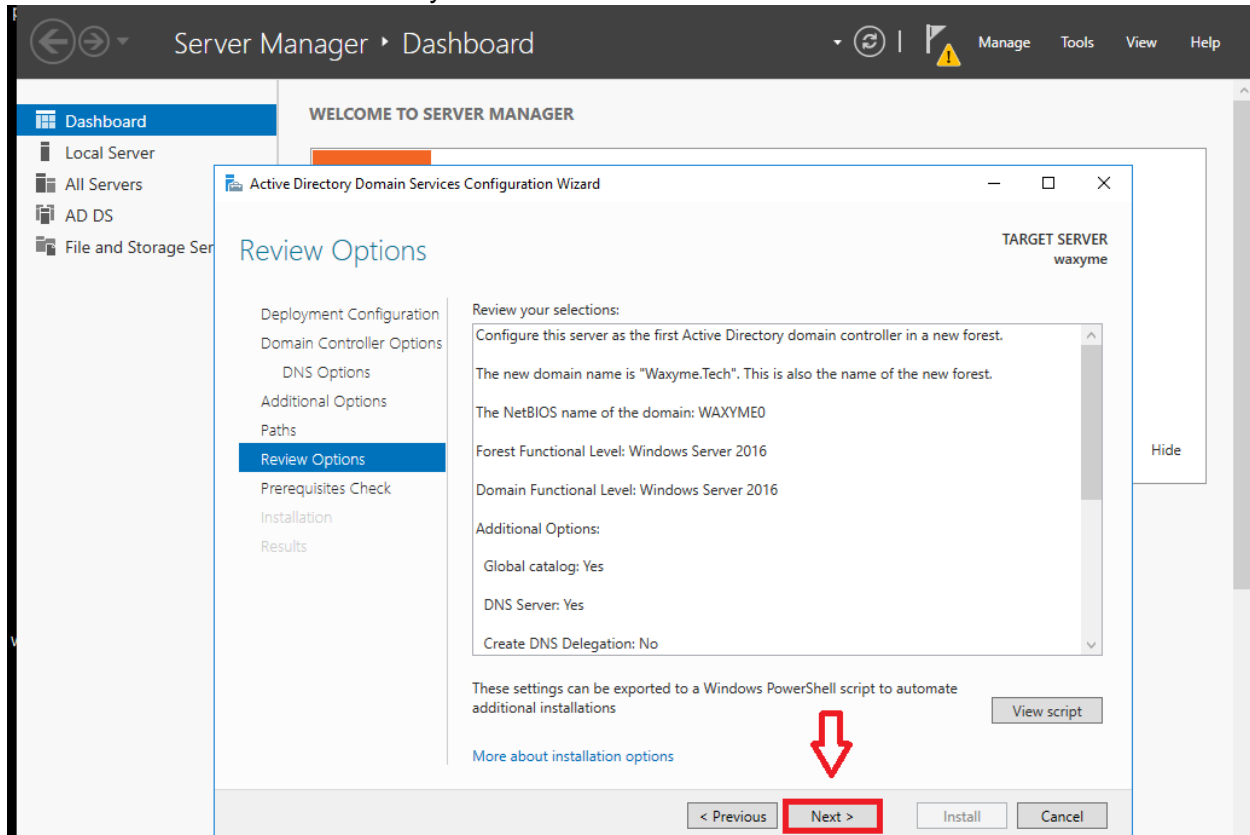 Server Manager ‣ Dashboard
Manage Tools View Help
Dashboard
Local Server
All Servers
AD DS
File and Storage Ser
WELCOME TO SERVER MANAGER
Hide
Active Directory Domain Services Configuration Wizard
Review Options
TARGET SERVER
waxyme
Deployment Configuration
Domain Controller Options
DNS Options
Additional Options
Paths
Review Options
Prerequisites Check
Installation
Results
Review your selections:
Configure this server as the first Active Directory domain controller in a new forest.
The new domain name is "Waxyme.Tech". This is also the name of the new forest.
The NetBIOS name of the domain: WAXYME0
Forest Functional Level: Windows Server 2016
Domain Functional Level: Windows Server 2016
Additional Options:
Global catalog: Yes
DNS Server: Yes
Create DNS Delegation: No
These settings can be exported to a Windows PowerShell script to automate
additional installations
View script
More about installation options
< Previous Next > Install Cancel